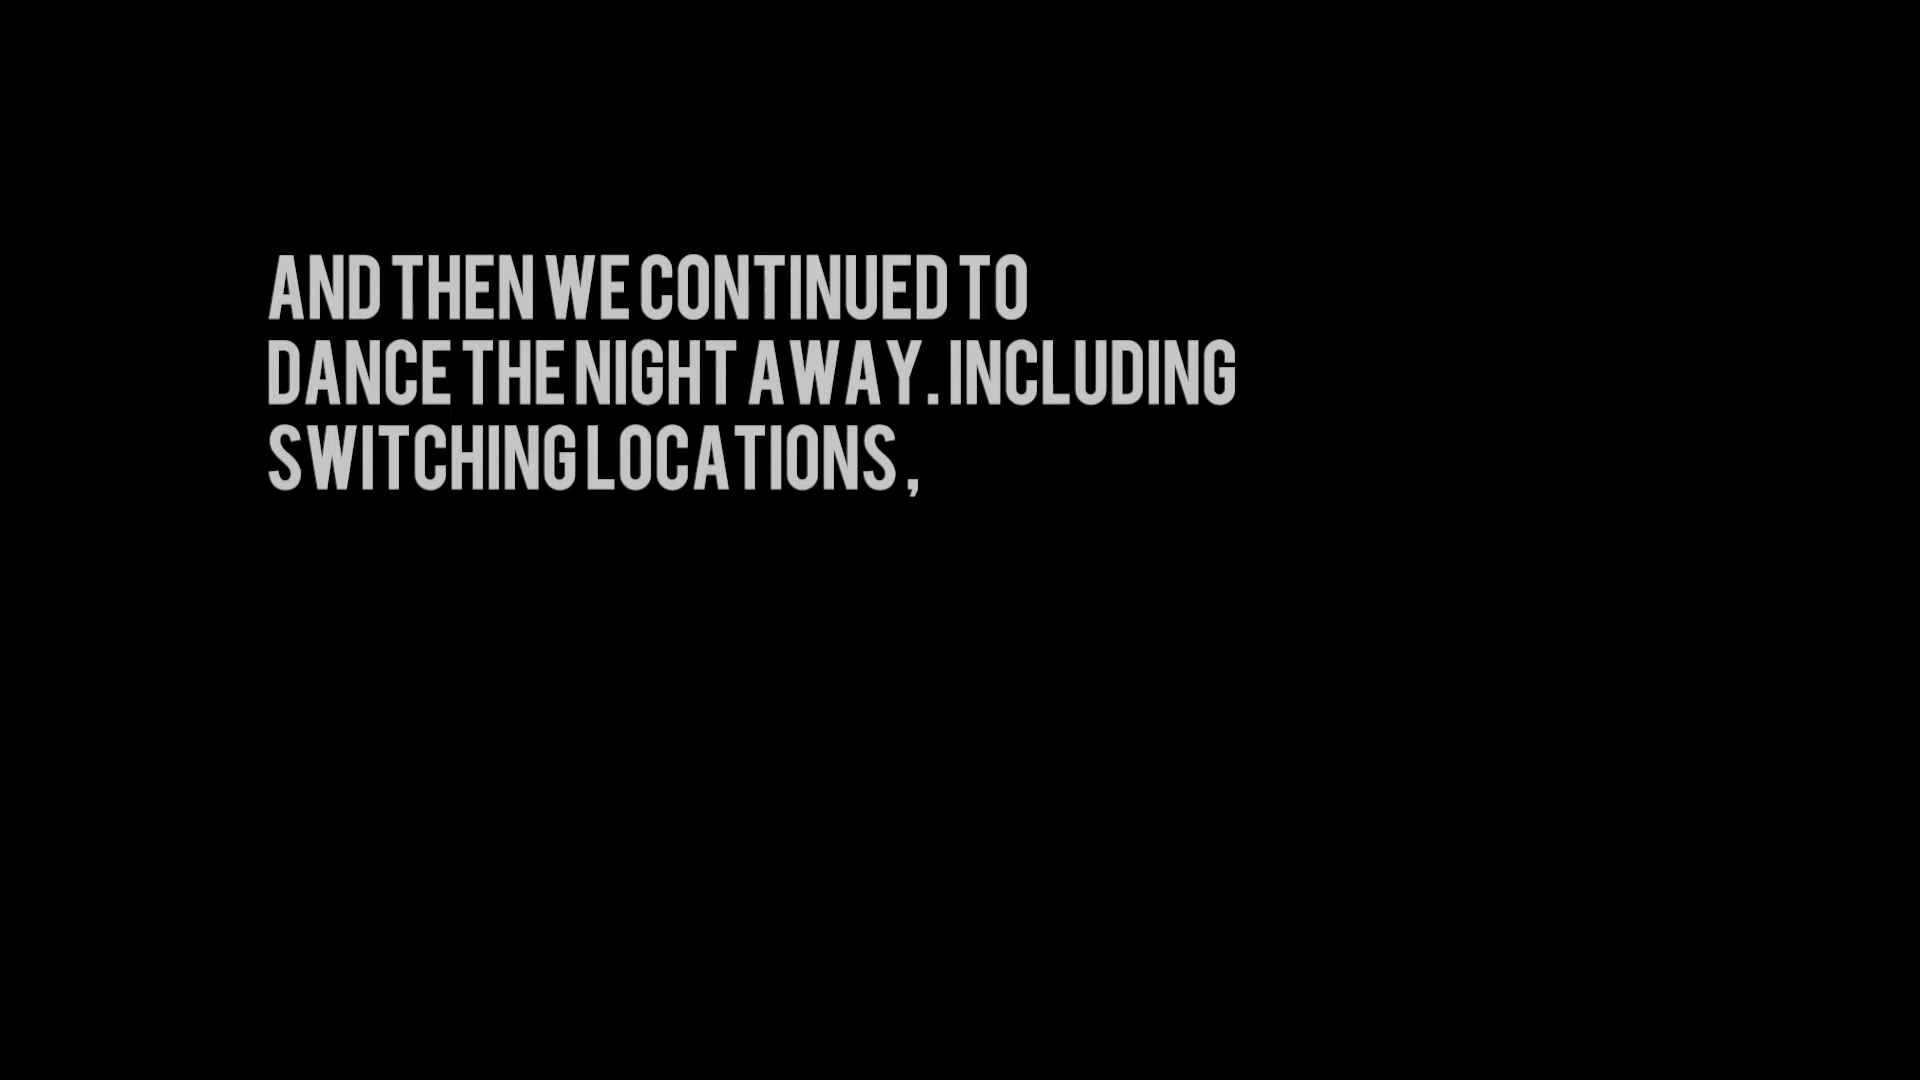 AND THEN WE CONTINUED TO
DANCE THE NIGHT AWAY. INCLUDING
SWITCHING LOCATIONS,